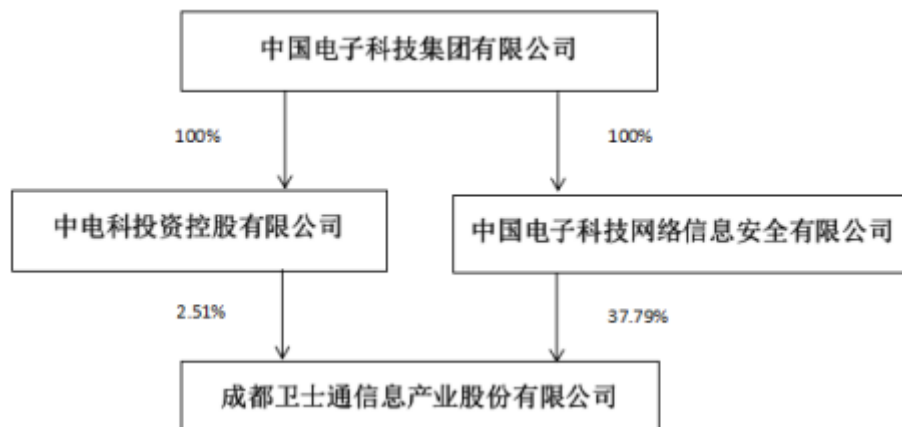 中国电子科技集团有限公司
100%
100%
中电科投资控股有限公司
中国电子科技网络信息安全有限公司
2.51%
37.79%
成都卫士通信息产业股份有限公司